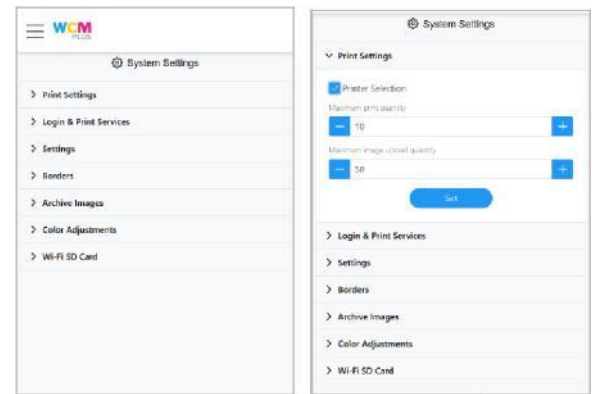 WCM
PLUS
System Settings
Print Settings
Login & Print Services
Settings
Borders
Archive Images
Color Adjustments
Wi-Fi SD Card
System Settings
Print Settings
Printer Selection
Maximum print quantity
10
Maximum image upload quantity
50
Set
Login & Print Services
Settings
Borders
Archive Images
Color Adjustments
Wi-Fi SD Card